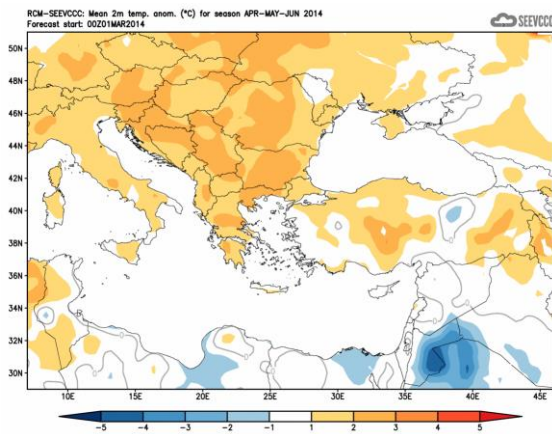 RCM-SEEVCCC: Mean 2m temp. anom. (°C) for season APR-MAY-JUN 2014
Forecast start: 00Z01MAR2014
SEEVCCC
50N
48N
46N
44N
42N
40N
38N
36N
34N
32N
30N
10E 15E 20E 25E 30E 35E 40E 45E
-5 -4 -3 -2 -1 1 2 3 4 5